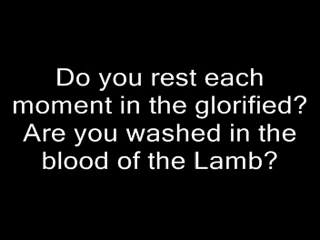 Do you rest each
moment in the glorified?
Are you washed in the
blood of the Lamb?